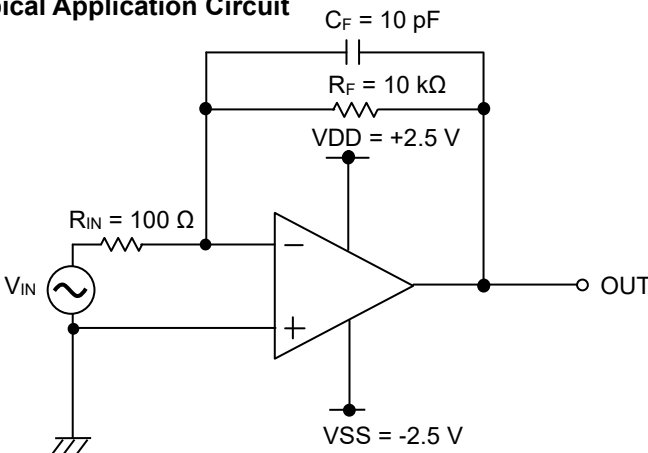 pical Application Circuit
CF = 10 pF
RF = 10 kΩ
VDD = +2.5 V
RIN = 100 Ω
−
VIN
OUT
+
VSS = -2.5 V